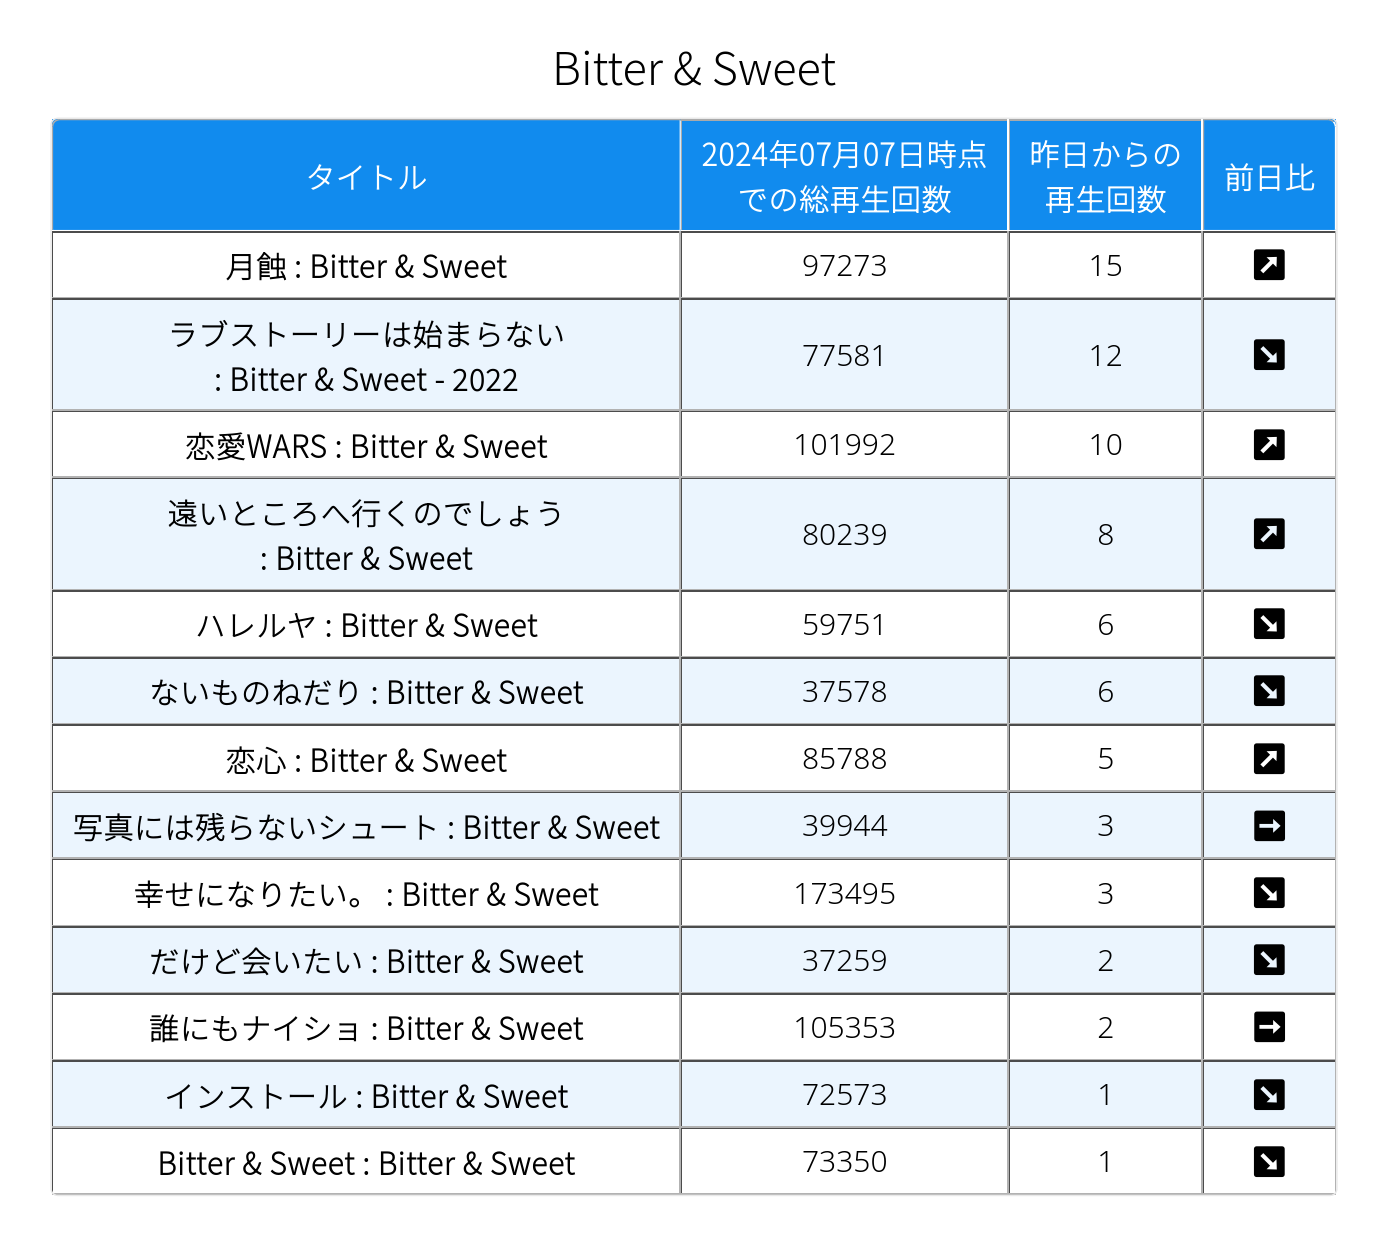 Bitter & Sweet
タイトル
2024年07月07日時点
での総再生回数
昨日からの
再生回数
前日比
月蝕 : Bitter & Sweet
97273
15
ラブストーリーは始まらない
: Bitter & Sweet - 2022
77581
12
恋愛WARS : Bitter & Sweet
101992
10
遠いところへ行くのでしょう
: Bitter & Sweet
80239
8
ハレルヤ : Bitter & Sweet
59751
6
ないものねだり : Bitter & Sweet
37578
6
恋心 : Bitter & Sweet
85788
5
写真には残らないシュート : Bitter & Sweet
39944
3
幸せになりたい。 : Bitter & Sweet
173495
3
だけど会いたい : Bitter & Sweet
37259
2
誰にもナイショ : Bitter & Sweet
105353
2
インストール : Bitter & Sweet
72573
1
Bitter & Sweet : Bitter & Sweet
73350
1